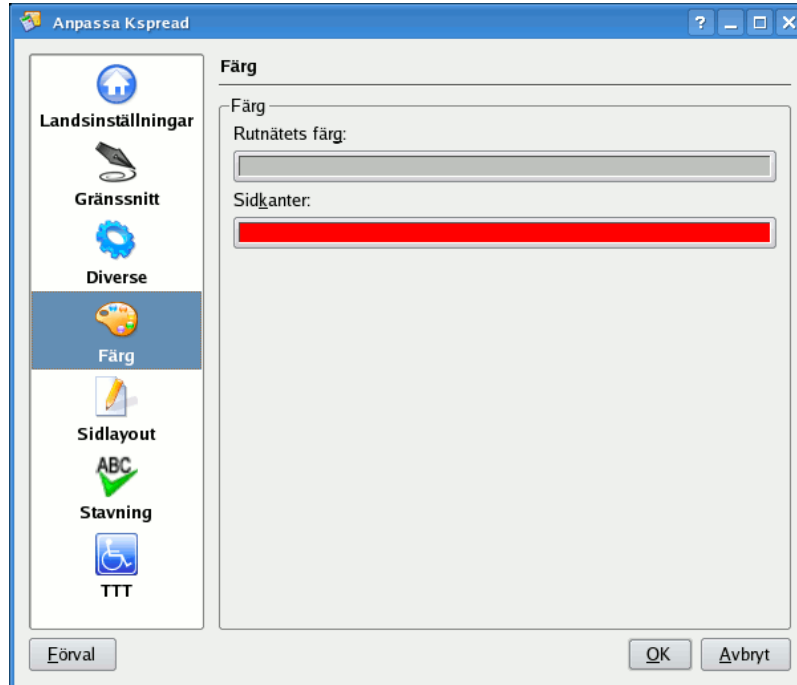 Anpassa Kspread
?
Landsinställningar
Gränssnitt
Diverse
Färg
Sidlayout
ABC
Stavning
TTT
Färg
Färg
Rutnätets färg:
Sidkanter:
Förval
OK
Avbryt